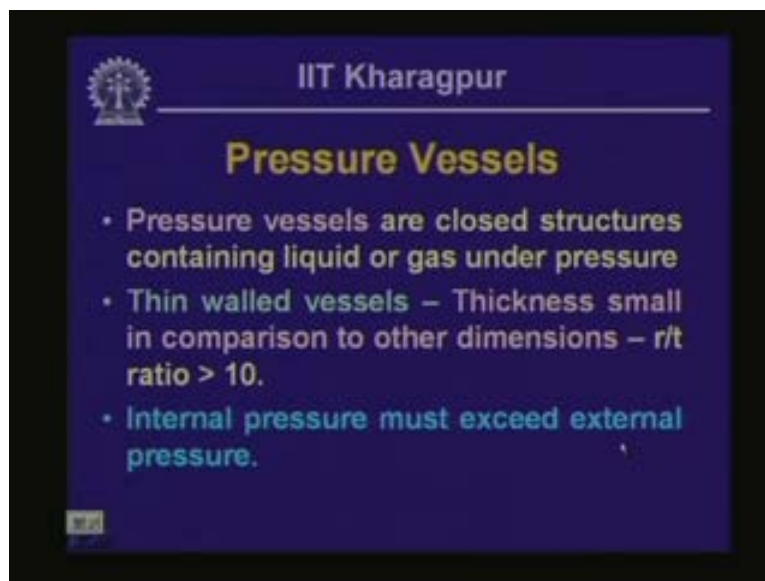 IIT Kharagpur
Pressure Vessels
• Pressure vessels are closed structures
containing liquid or gas under pressure
• Thin walled vessels – Thickness small
in comparison to other dimensions – r/t
ratio > 10.
• Internal pressure must exceed external
pressure.